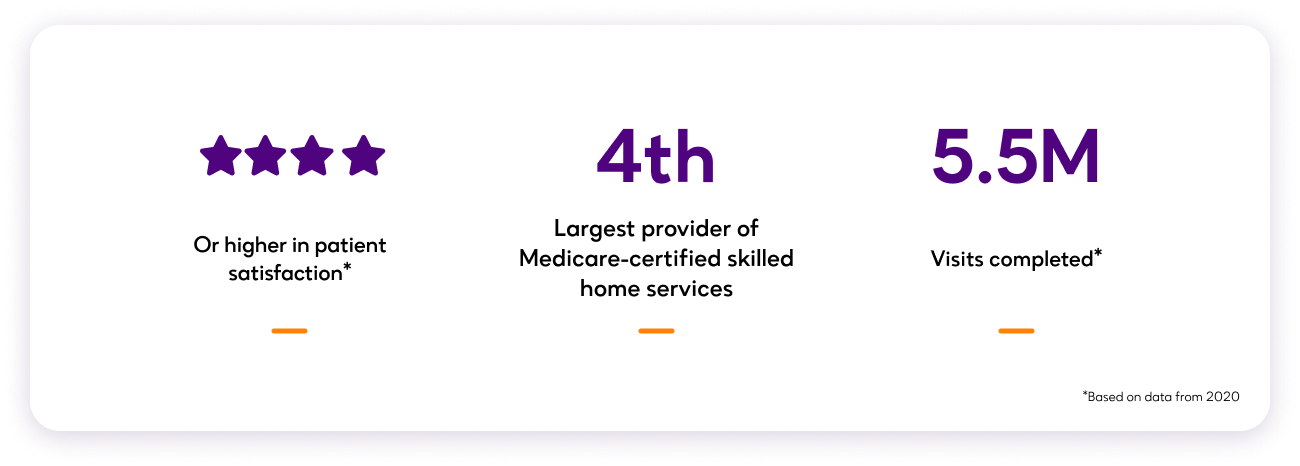 Or higher in patient
satisfaction*
4th
Largest provider of
Medicare-certified skilled
home services
5.5M
Visits completed*
*Based on data from 2020